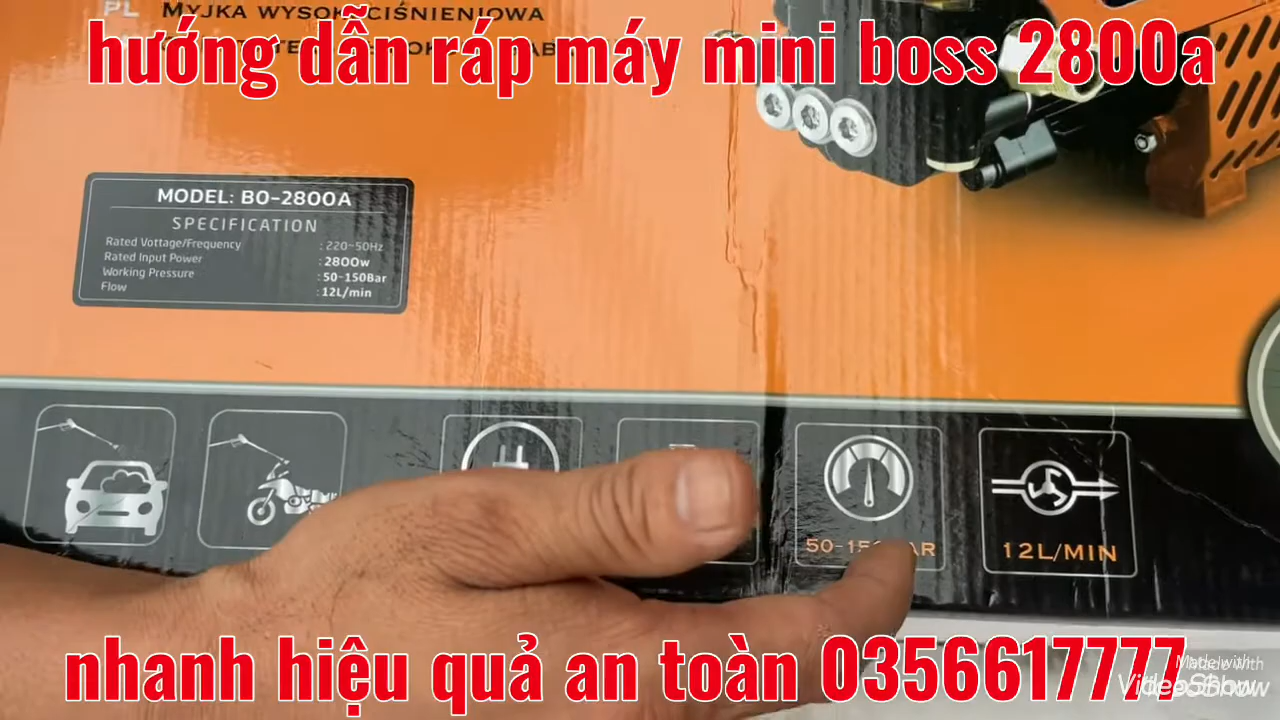 PL MYJKA WYSOKOCIŚNIENIOWA
hướng dẫn ráp máy mini boss 2800a
MODEL: BO-2800A
SPECIFICATION
Rated Vottage/Frequency : 220~50Hz
Rated Input Power : 2800w
Working Pressure : 50-150Bar
Flow : 12L/min
12L/MIN
nhanh hiệu quả an toàn 0356617777
Made with
VideoShow